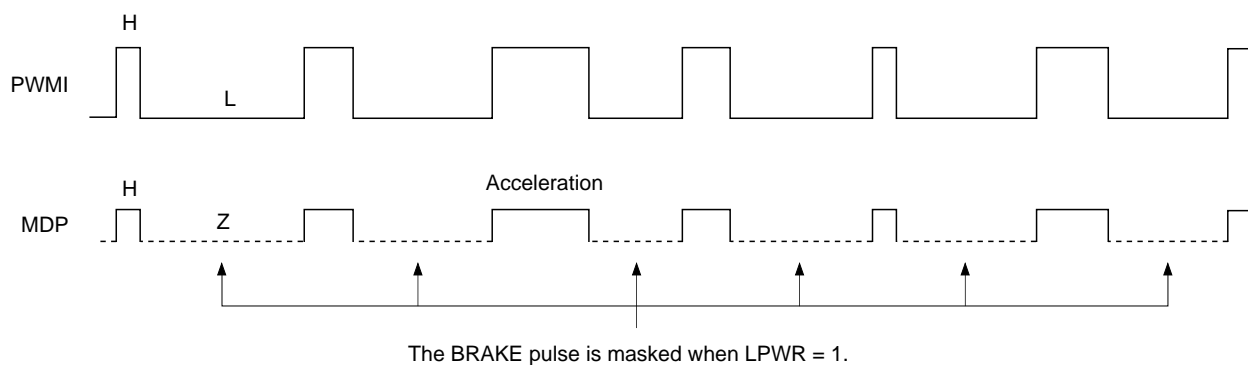 H
PWMI
L
H
Acceleration
MDP
Z
The BRAKE pulse is masked when LPWR = 1.